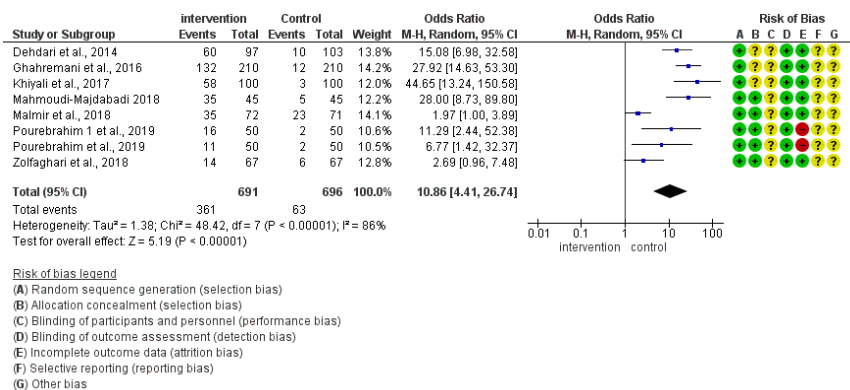 intervention Control Odds Ratio Odds Ratio Risk of Bias
Study or Subgroup Events Total Events Total Weight M-H, Random, 95% CI M-H, Random, 95% CI A B C D E F G
Dehdari et al., 2014 60 97 10 103 13.8% 15.08 [6.98, 32.58] + ? ? + + ? ?
Ghahremani et al., 2016 132 210 12 210 14.2% 27.92 [14.63, 53.30] + ? ? + + ? ?
Khiyali et al., 2017 58 100 3 100 11.1% 44.65 [13.24, 150.58] + ? ? + + ? ?
Mahmoudi-Majdabadi 2018 35 45 5 45 12.2% 28.00 [8.73, 89.80] + + ? + + ? ?
Malmir et al., 2018 35 72 23 71 14.1% 1.97 [1.00, 3.89] + + ? + + ? ?
Pourebrahim 1 et al., 2019 16 50 2 50 10.6% 11.29 [2.44, 52.38] + + ? + − ? ?
Pourebrahim et al., 2019 11 50 2 50 10.4% 6.77 [1.42, 32.37] + + ? + − ? ?
Zolfaghari et al., 2018 14 67 6 67 12.8% 2.69 [0.96, 7.48] + + ? + + ? ?
Total (95% CI) 691 696 100.0% 10.86 [4.41, 26.74]
Total events 361 63
Heterogeneity: Tau² = 1.38; Chi² = 48.42, df = 7 (P < 0.00001); I² = 86%
Test for overall effect: Z = 5.19 (P < 0.00001)
0.01 0.1 1 10 100
intervention control
Risk of bias legend
(A) Random sequence generation (selection bias)
(B) Allocation concealment (selection bias)
(C) Blinding of participants and personnel (performance bias)
(D) Blinding of outcome assessment (detection bias)
(E) Incomplete outcome data (attrition bias)
(F) Selective reporting (reporting bias)
(G) Other bias